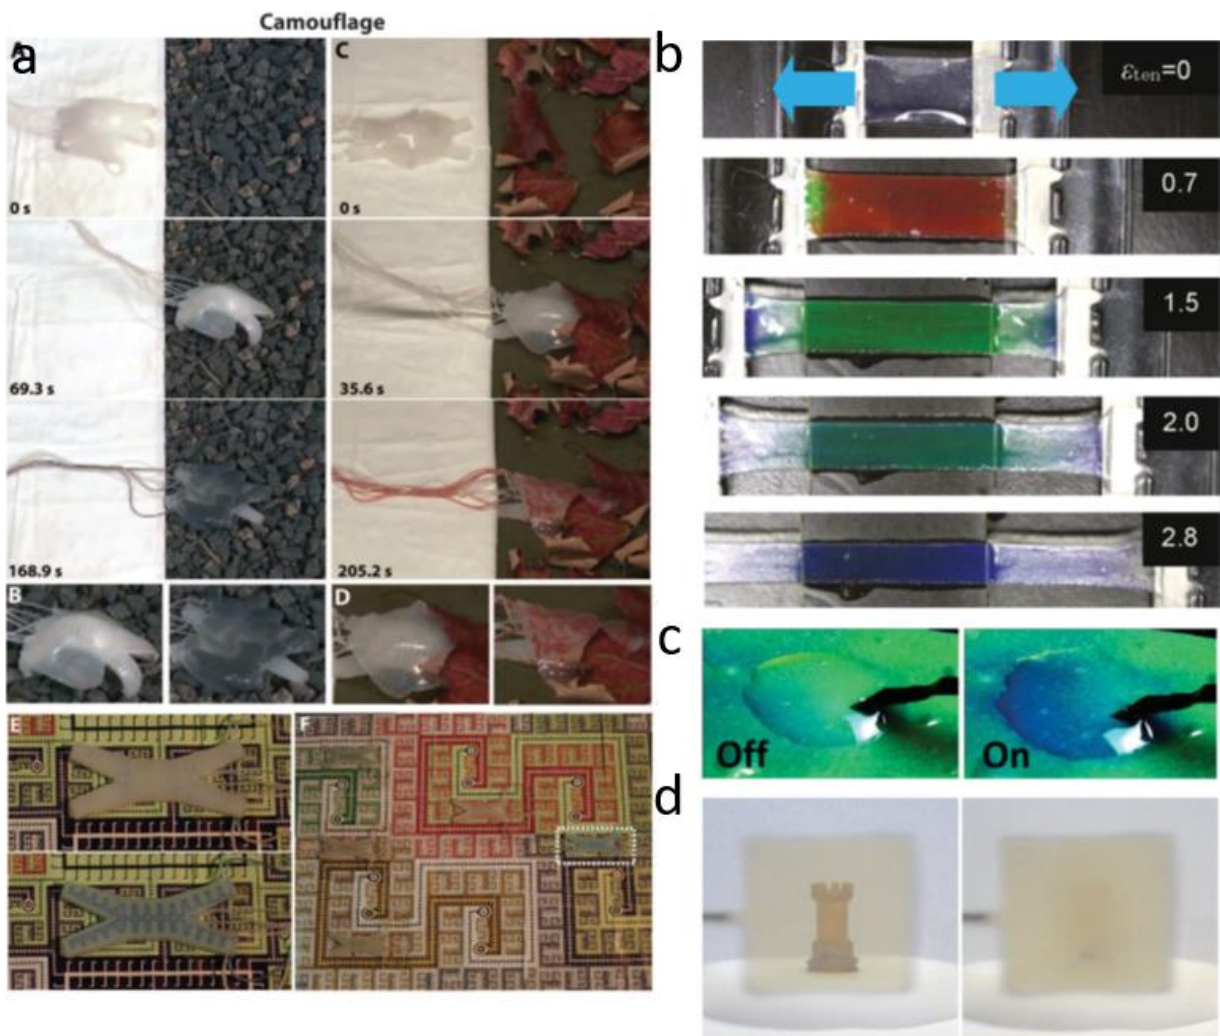 Camouflage
a
A
C
0 s
0 s
69.3 s
35.6 s
168.9 s
205.2 s
B
D
E
F
b
εten=0
0.7
1.5
2.0
2.8
c
Off
On
d